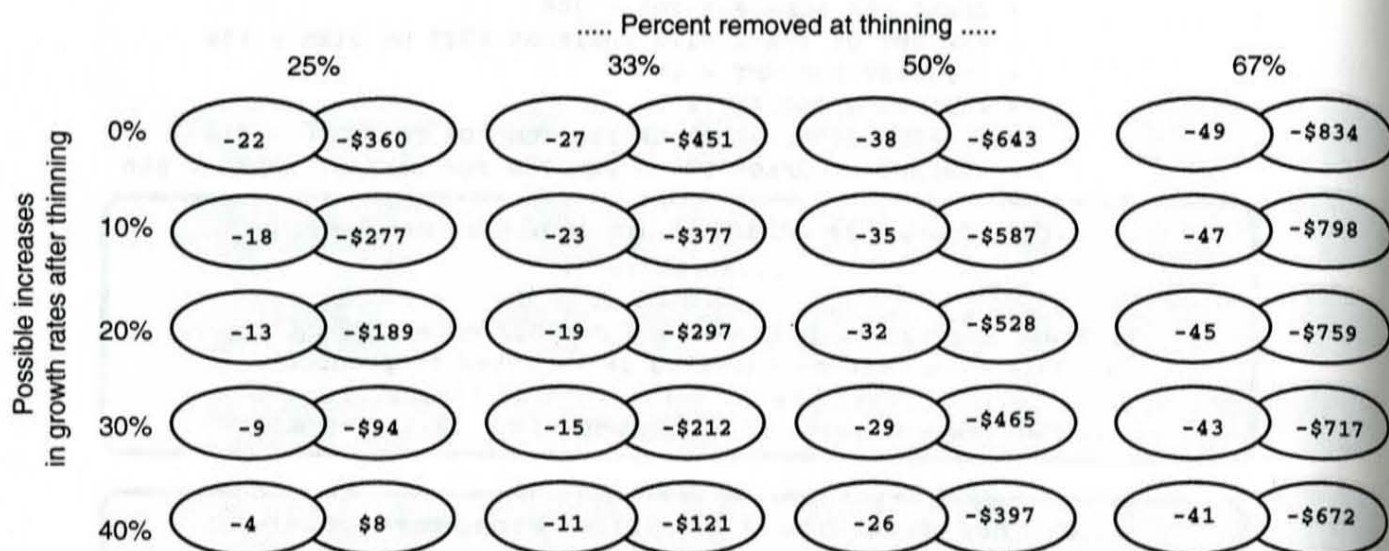 ..... Percent removed at thinning .....
25% 33% 50% 67%
Possible increases
in growth rates after thinning
0% -22 -$360 -27 -$451 -38 -$643 -49 -$834
10% -18 -$277 -23 -$377 -35 -$587 -47 -$798
20% -13 -$189 -19 -$297 -32 -$528 -45 -$759
30% -9 -$94 -15 -$212 -29 -$465 -43 -$717
40% -4 $8 -11 -$121 -26 -$397 -41 -$672